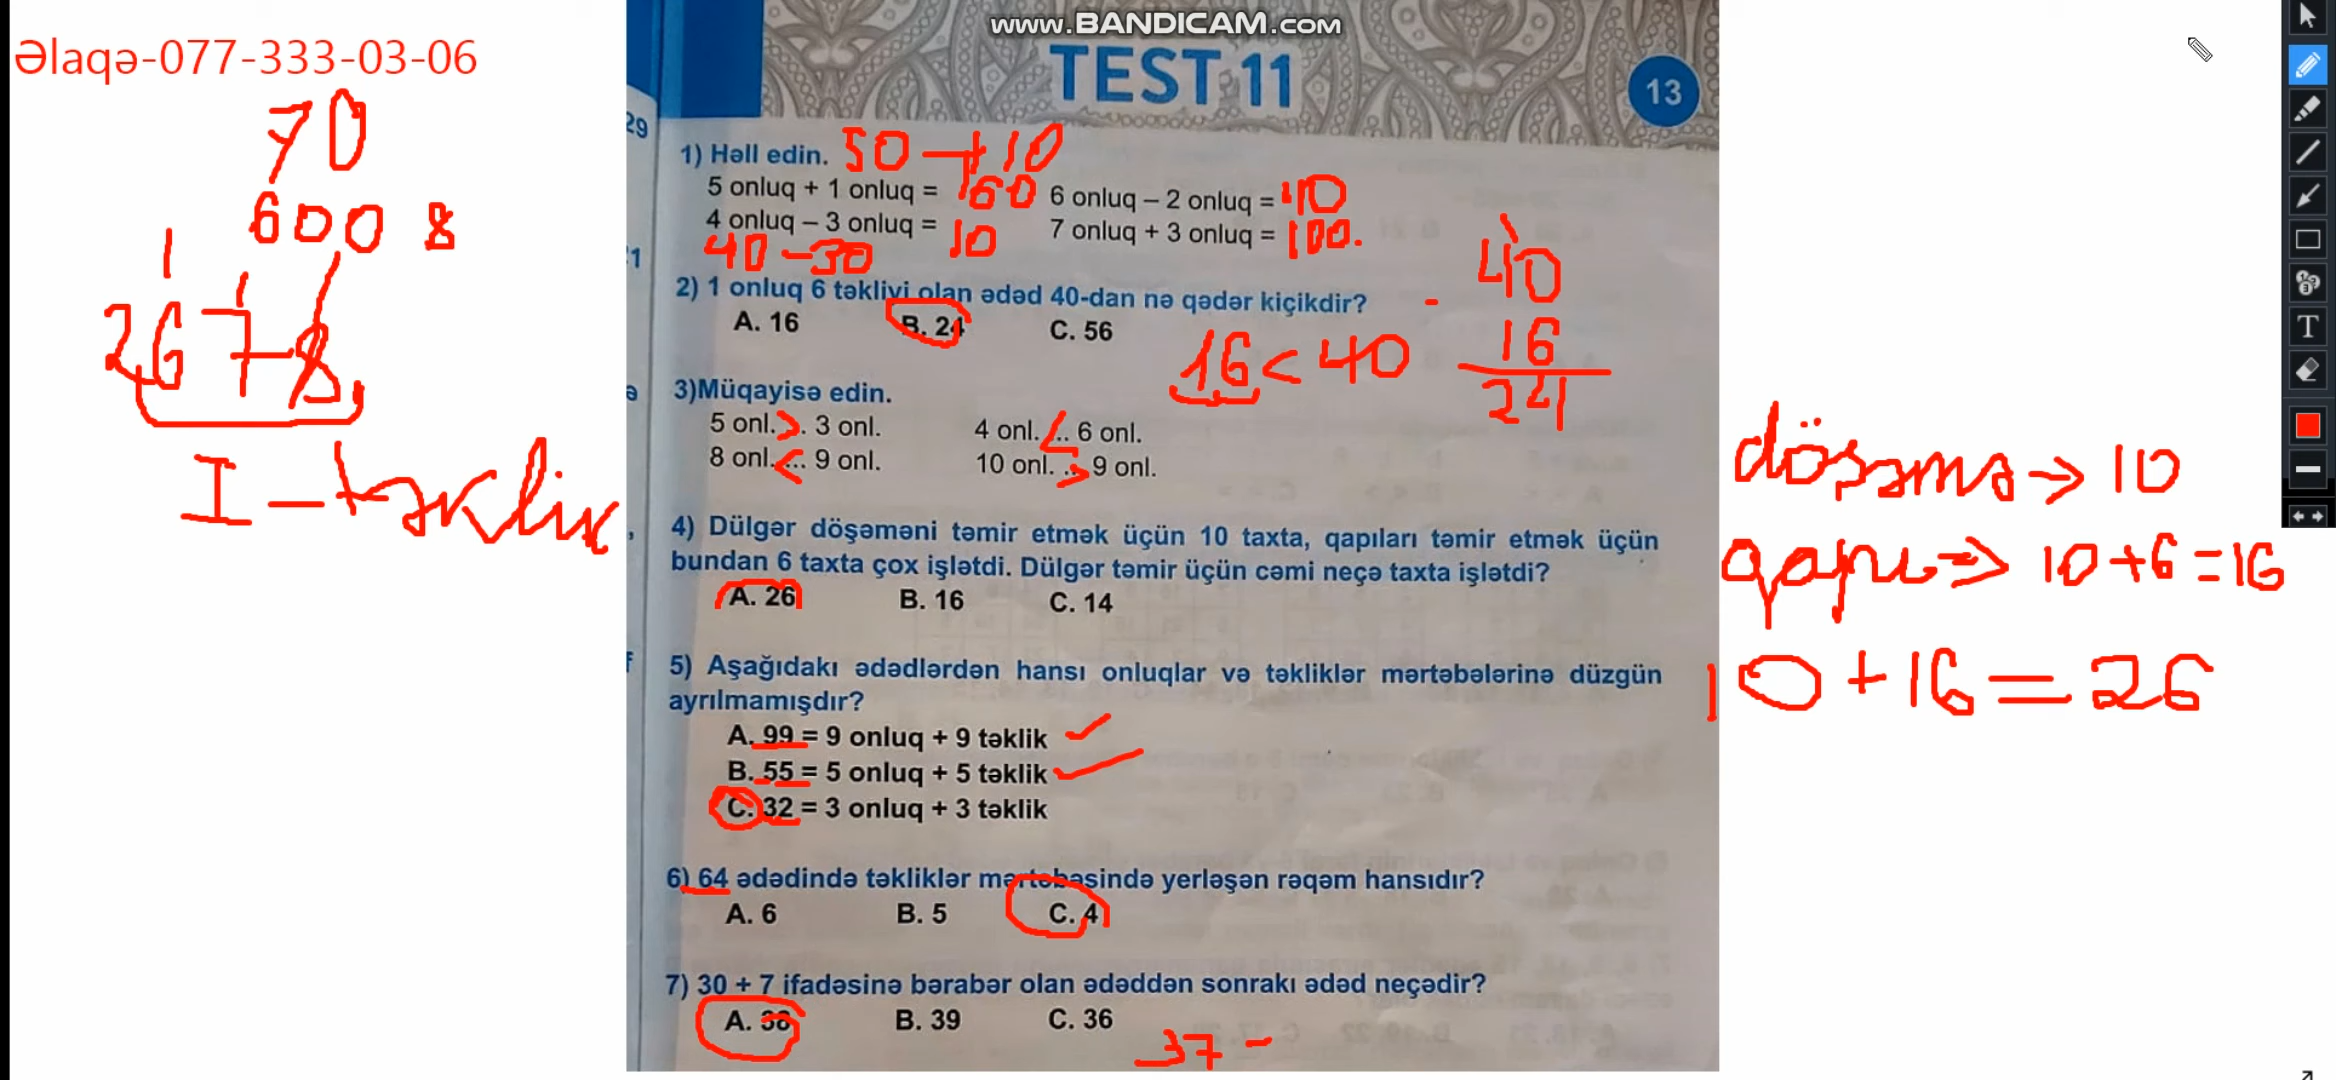 www.BANDICAM.com
Əlaqə-077-333-03-06
TEST 11
13
29
70
600 8
1 1
267-8
I-təklik
1) Həll edin. 50+10
5 onluq + 1 onluq = 60 6 onluq – 2 onluq = 40
4 onluq – 3 onluq = 10 7 onluq + 3 onluq = 100.
40-30
2) 1 onluq 6 təkliyi olan ədəd 40-dan nə qədər kiçikdir?
A. 16 B. 24 C. 56
16<40
40
- 16
24
3)Müqayisə edin.
5 onl. > . 3 onl. 4 onl. < .. 6 onl.
8 onl. < ... 9 onl. 10 onl. .. > 9 onl.
4) Dülgər döşəməni təmir etmək üçün 10 taxta, qapıları təmir etmək üçün
bundan 6 taxta çox işlətdi. Dülgər təmir üçün cəmi neçə taxta işlətdi?
A. 26 B. 16 C. 14
döşəmə→10
qapı⇒10+6=16
10+16=26
5) Aşağıdakı ədədlərdən hansı onluqlar və təkliklər mərtəbələrinə düzgün
ayrılmamışdır?
A. 99 = 9 onluq + 9 təklik
B. 55 = 5 onluq + 5 təklik
C. 32 = 3 onluq + 3 təklik
6) 64 ədədində təkliklər mərtəbəsində yerləşən rəqəm hansıdır?
A. 6 B. 5 C. 4
7) 30 + 7 ifadəsinə bərabər olan ədəddən sonrakı ədəd neçədir?
A. 38 B. 39 C. 36
37 -